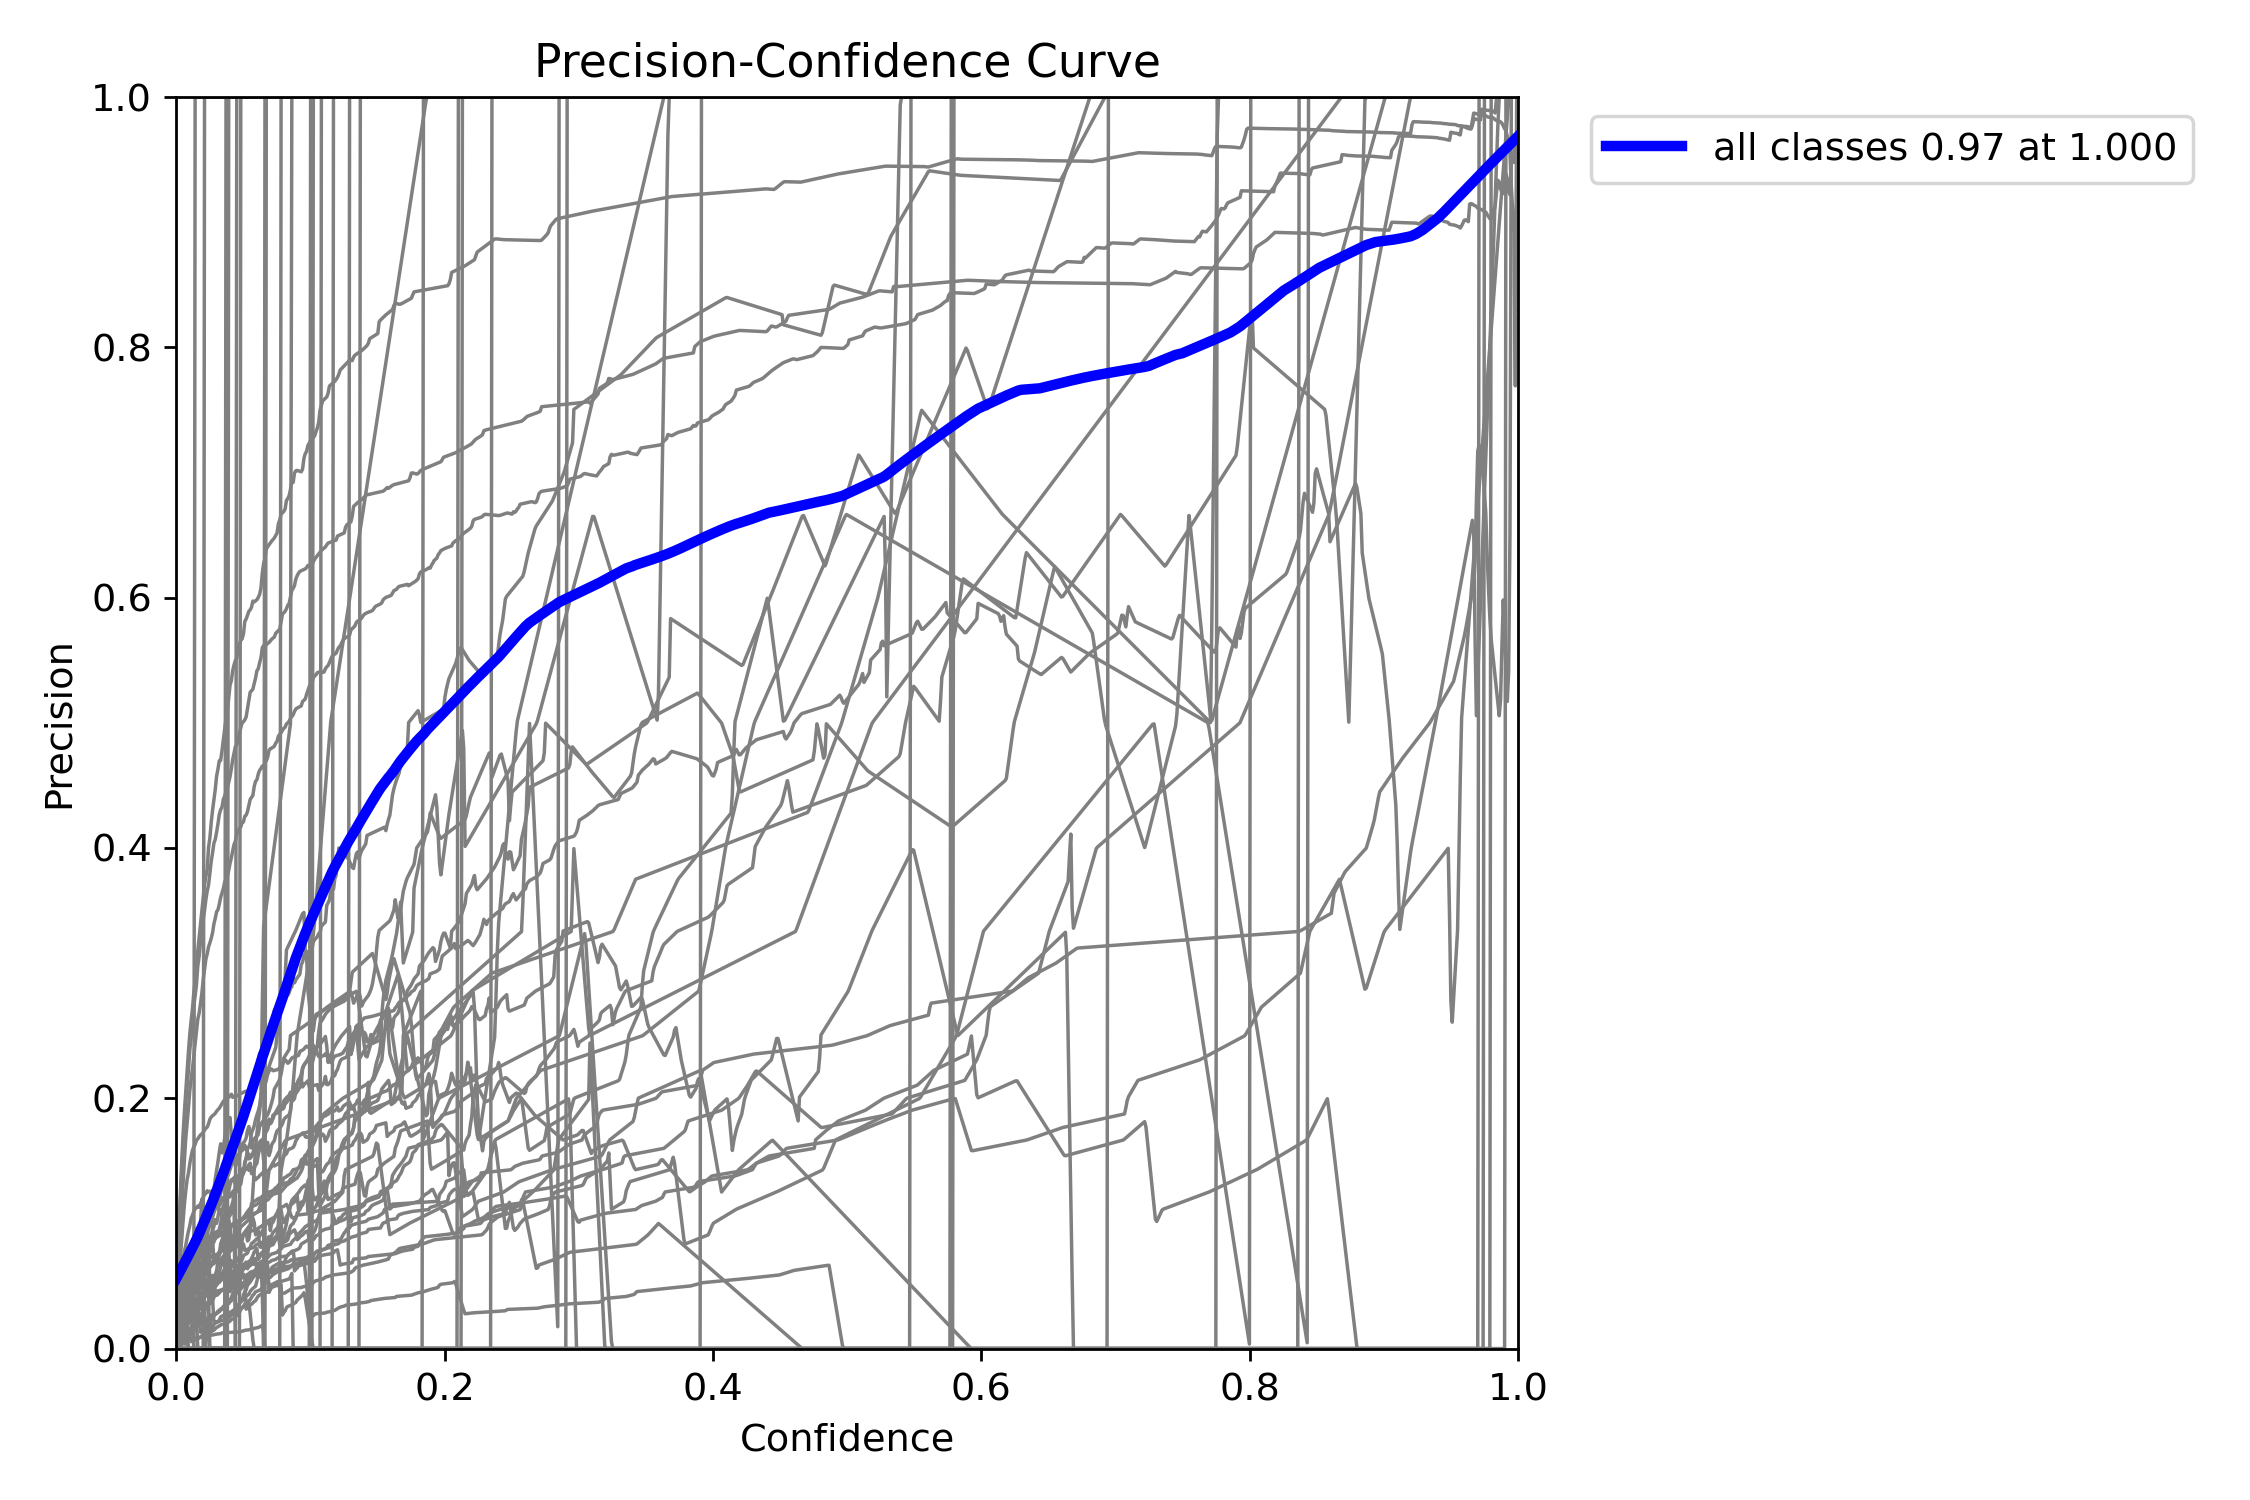 Precision-Confidence Curve
1.0
0.8
0.6
0.4
0.2
0.0
Precision
0.0 0.2 0.4 0.6 0.8 1.0
Confidence
all classes 0.97 at 1.000